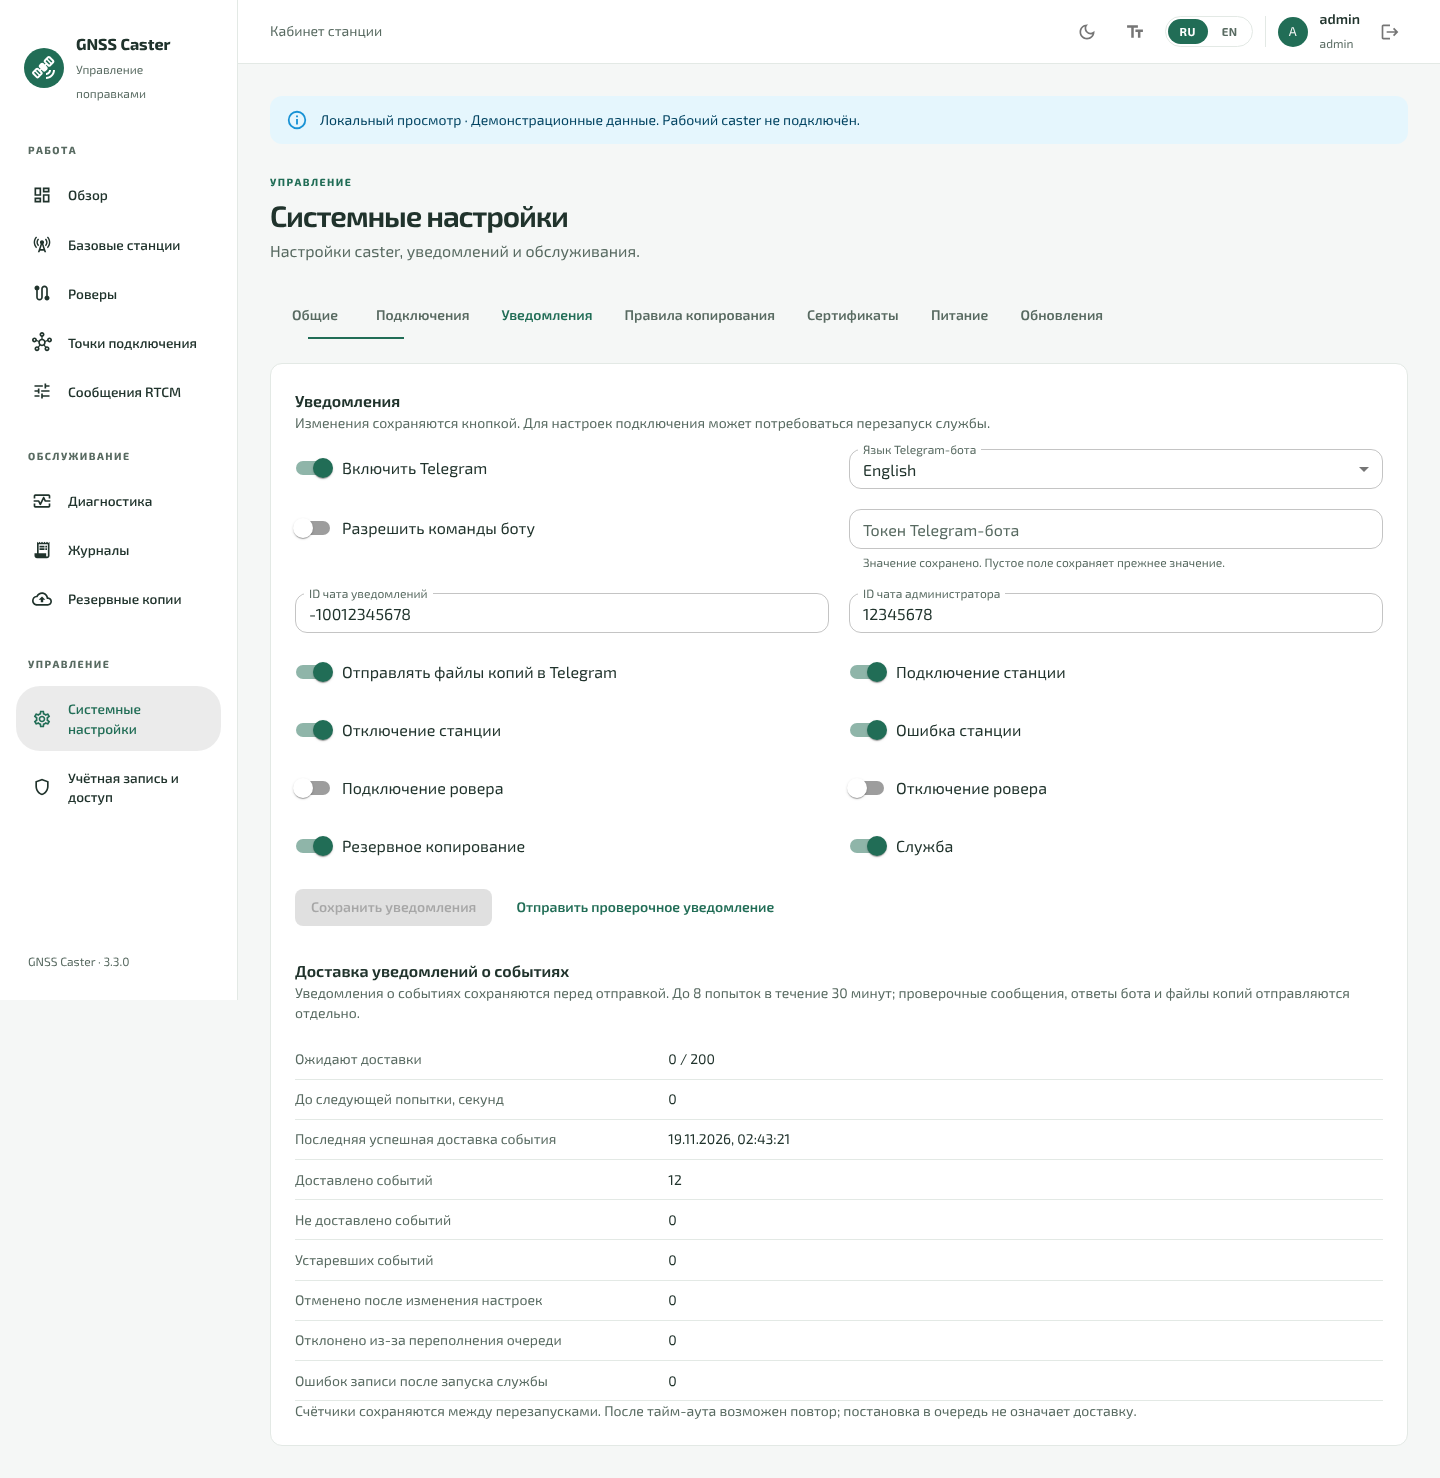 GNSS Caster
Управление
поправками
РАБОТА
Обзор
Базовые станции
Роверы
Точки подключения
Сообщения RTCM
ОБСЛУЖИВАНИЕ
Диагностика
Журналы
Резервные копии
УПРАВЛЕНИЕ
Системные
настройки
Учётная запись и
доступ
GNSS Caster · 3.3.0
Кабинет станции
RU EN
A
admin
admin
Локальный просмотр · Демонстрационные данные. Рабочий caster не подключён.
УПРАВЛЕНИЕ
Системные настройки
Настройки caster, уведомлений и обслуживания.
Общие Подключения Уведомления Правила копирования Сертификаты Питание Обновления
Уведомления
Изменения сохраняются кнопкой. Для настроек подключения может потребоваться перезапуск службы.
Включить Telegram
Язык Telegram-бота
English
Разрешить команды боту
Токен Telegram-бота
Значение сохранено. Пустое поле сохраняет прежнее значение.
ID чата уведомлений
-10012345678
ID чата администратора
12345678
Отправлять файлы копий в Telegram
Подключение станции
Отключение станции
Ошибка станции
Подключение ровера
Отключение ровера
Резервное копирование
Служба
Сохранить уведомления
Отправить проверочное уведомление
Доставка уведомлений о событиях
Уведомления о событиях сохраняются перед отправкой. До 8 попыток в течение 30 минут; проверочные сообщения, ответы бота и файлы копий отправляются
отдельно.
Ожидают доставки 0 / 200
До следующей попытки, секунд 0
Последняя успешная доставка события 19.11.2026, 02:43:21
Доставлено событий 12
Не доставлено событий 0
Устаревших событий 0
Отменено после изменения настроек 0
Отклонено из-за переполнения очереди 0
Ошибок записи после запуска службы 0
Счётчики сохраняются между перезапусками. После тайм-аута возможен повтор; постановка в очередь не означает доставку.